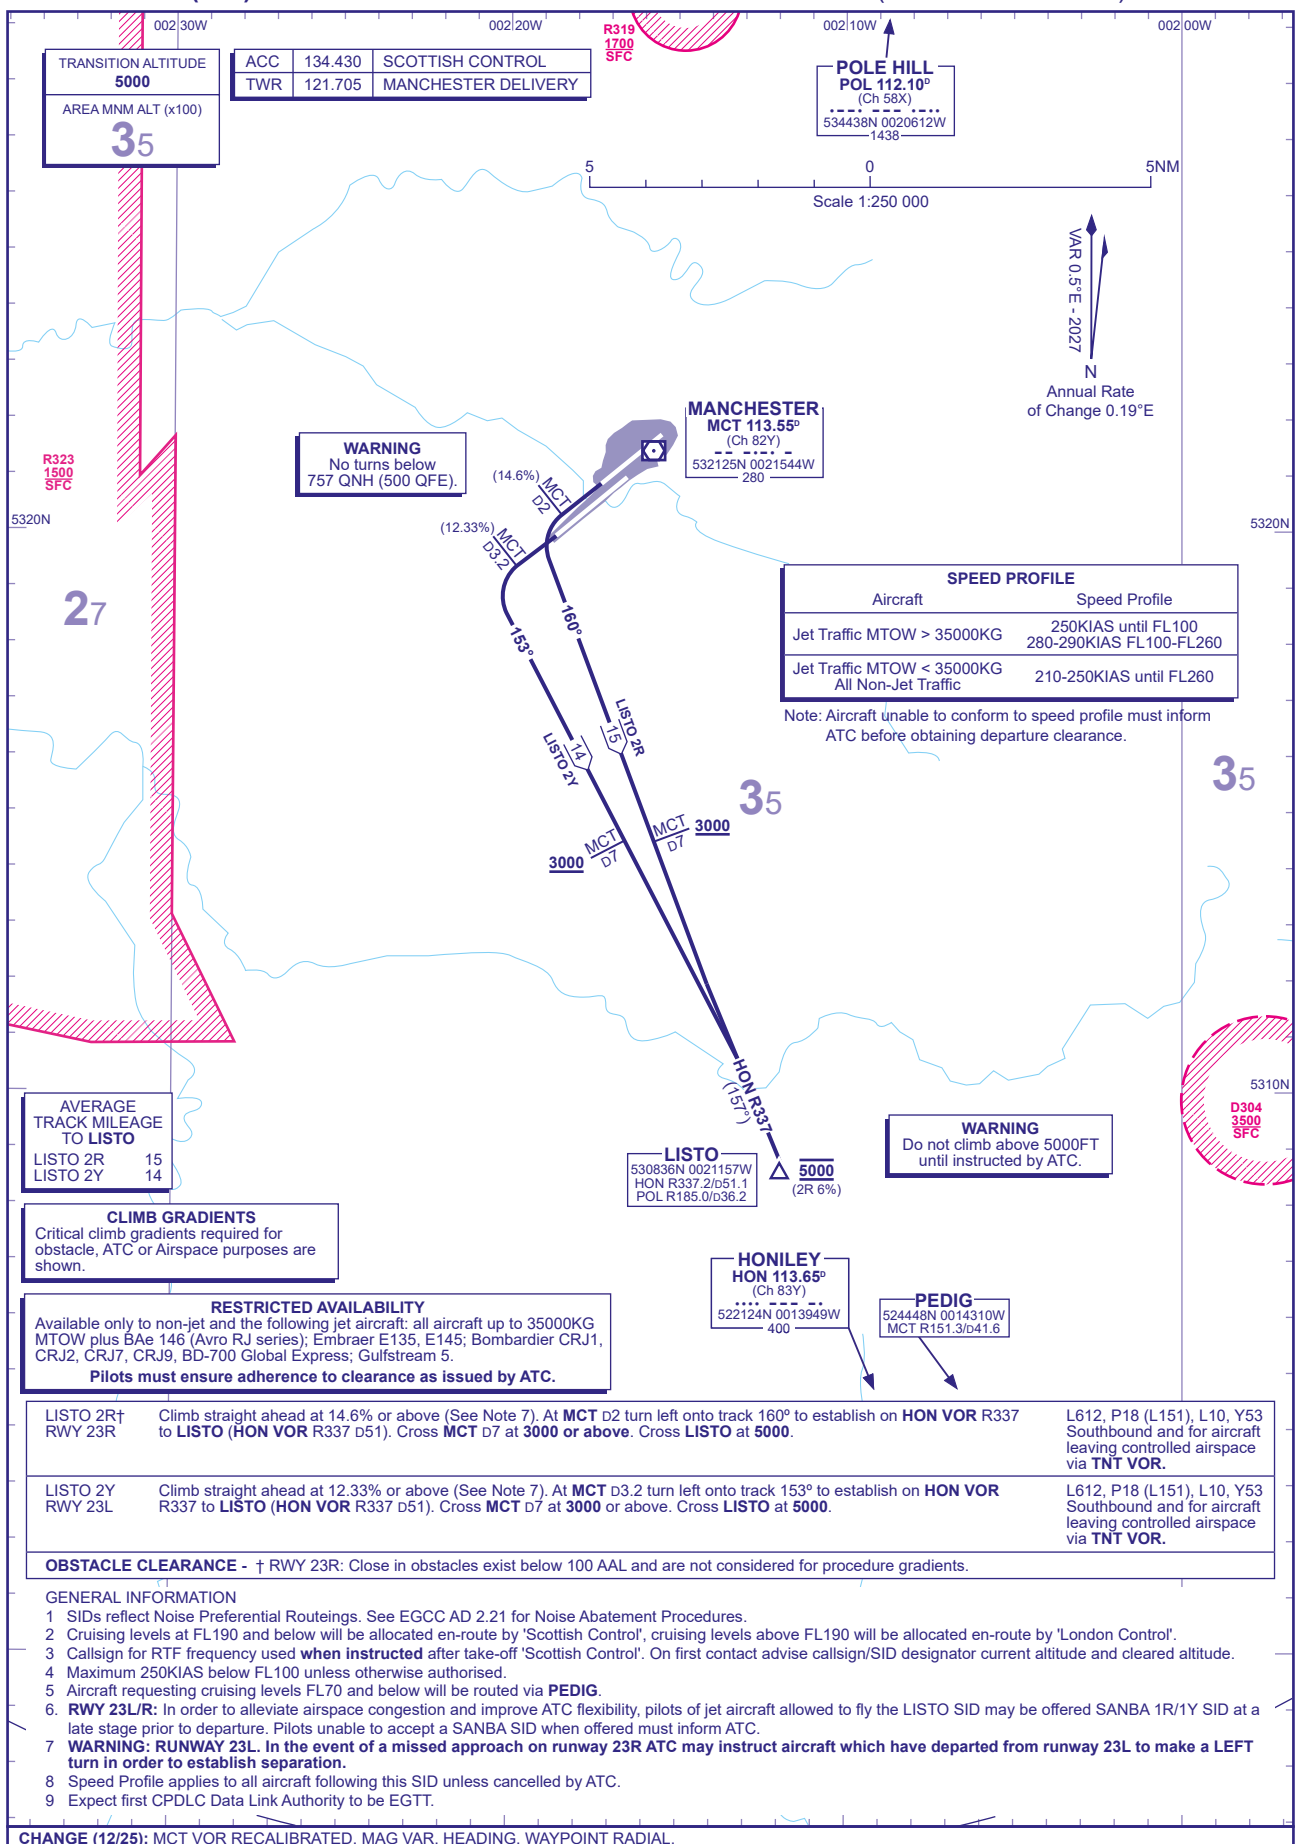 002|30W
002|20W
002|10W
002|00W
TRANSITION ALTITUDE
5000
AREA MNM ALT (x100)
35
ACC 134.430 SCOTTISH CONTROL
TWR 121.705 MANCHESTER DELIVERY
R319
1700
SFC
POLE HILL
POL 112.10ᴰ
(Ch 58X)
534438N 0020612W
1438
5 0 5NM
Scale 1:250 000
VAR 0.5°E - 2027
N
Annual Rate
of Change 0.19°E
MANCHESTER
MCT 113.55ᴰ
(Ch 82Y)
532125N 0021544W
280
WARNING
No turns below
757 QNH (500 QFE).
R323
1500
SFC
(14.6%)
MCT
D2
(12.33%)
MCT
D3.2
5320N
5320N
27
SPEED PROFILE
Aircraft Speed Profile
Jet Traffic MTOW > 35000KG 250KIAS until FL100
280-290KIAS FL100-FL260
Jet Traffic MTOW < 35000KG
All Non-Jet Traffic 210-250KIAS until FL260
Note: Aircraft unable to conform to speed profile must inform
ATC before obtaining departure clearance.
160°
153°
LISTO 2R
15
LISTO 2Y
14
35
35
MCT
D7
3000
3000
MCT
D7
HON R337
(157°)
5310N
D304
3500
SFC
AVERAGE
TRACK MILEAGE
TO LISTO
LISTO 2R 15
LISTO 2Y 14
WARNING
Do not climb above 5000FT
until instructed by ATC.
LISTO
530836N 0021157W
HON R337.2/D51.1
POL R185.0/D36.2
5000
(2R 6%)
CLIMB GRADIENTS
Critical climb gradients required for
obstacle, ATC or Airspace purposes are
shown.
HONILEY
HON 113.65ᴰ
(Ch 83Y)
522124N 0013949W
400
PEDIG
524448N 0014310W
MCT R151.3/D41.6
RESTRICTED AVAILABILITY
Available only to non-jet and the following jet aircraft: all aircraft up to 35000KG
MTOW plus BAe 146 (Avro RJ series); Embraer E135, E145; Bombardier CRJ1,
CRJ2, CRJ7, CRJ9, BD-700 Global Express; Gulfstream 5.
Pilots must ensure adherence to clearance as issued by ATC.
LISTO 2R†
RWY 23R
Climb straight ahead at 14.6% or above (See Note 7). At MCT D2 turn left onto track 160º to establish on HON VOR R337
to LISTO (HON VOR R337 D51). Cross MCT D7 at 3000 or above. Cross LISTO at 5000.
L612, P18 (L151), L10, Y53
Southbound and for aircraft
leaving controlled airspace
via TNT VOR.
LISTO 2Y
RWY 23L
Climb straight ahead at 12.33% or above (See Note 7). At MCT D3.2 turn left onto track 153º to establish on HON VOR
R337 to LISTO (HON VOR R337 D51). Cross MCT D7 at 3000 or above. Cross LISTO at 5000.
L612, P18 (L151), L10, Y53
Southbound and for aircraft
leaving controlled airspace
via TNT VOR.
OBSTACLE CLEARANCE - † RWY 23R: Close in obstacles exist below 100 AAL and are not considered for procedure gradients.
GENERAL INFORMATION
1 SIDs reflect Noise Preferential Routeings. See EGCC AD 2.21 for Noise Abatement Procedures.
2 Cruising levels at FL190 and below will be allocated en-route by 'Scottish Control', cruising levels above FL190 will be allocated en-route by 'London Control'.
3 Callsign for RTF frequency used when instructed after take-off 'Scottish Control'. On first contact advise callsign/SID designator current altitude and cleared altitude.
4 Maximum 250KIAS below FL100 unless otherwise authorised.
5 Aircraft requesting cruising levels FL70 and below will be routed via PEDIG.
6. RWY 23L/R: In order to alleviate airspace congestion and improve ATC flexibility, pilots of jet aircraft allowed to fly the LISTO SID may be offered SANBA 1R/1Y SID at a
late stage prior to departure. Pilots unable to accept a SANBA SID when offered must inform ATC.
7 WARNING: RUNWAY 23L. In the event of a missed approach on runway 23R ATC may instruct aircraft which have departed from runway 23L to make a LEFT
turn in order to establish separation.
8 Speed Profile applies to all aircraft following this SID unless cancelled by ATC.
9 Expect first CPDLC Data Link Authority to be EGTT.
CHANGE (12/25): MCT VOR RECALIBRATED. MAG VAR. HEADING. WAYPOINT RADIAL.